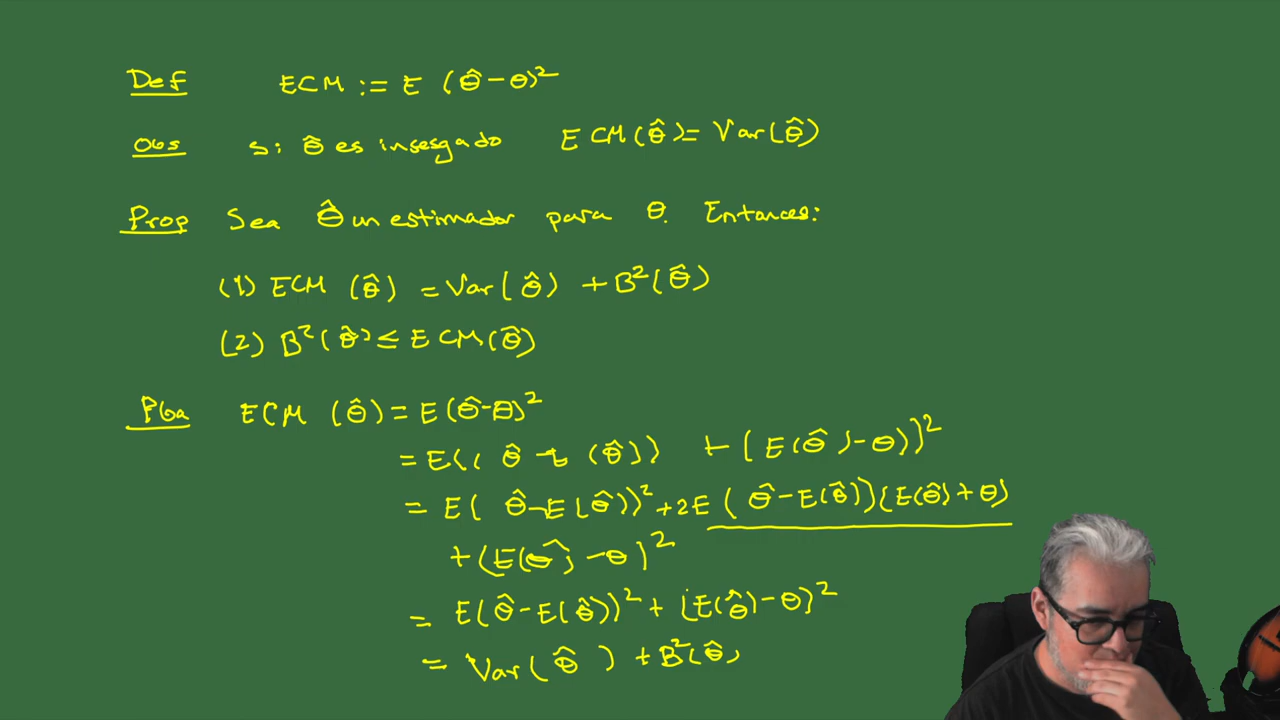 Def ECM := E (θ̂-θ)²
Obs Si θ̂ es insesgado ECM(θ̂)= Var(θ̂)
Prop Sea θ̂ un estimador para θ. Entonces:
(1) ECM (θ̂) = Var(θ̂) + B²(θ̂)
(2) B²(θ̂) ≤ ECM(θ̂)
Pba ECM (θ̂) = E(θ̂-θ)²
= E(( θ̂ - E (θ̂)) + (E(θ̂)-θ))²
= E( θ̂-E(θ̂))² + 2E (θ̂-E(θ̂))(E(θ̂)+θ)
+ (E(θ̂) -θ)²
= E(θ̂-E(θ̂))² + (E(θ̂)-θ)²
= Var(θ̂) + B²(θ̂)